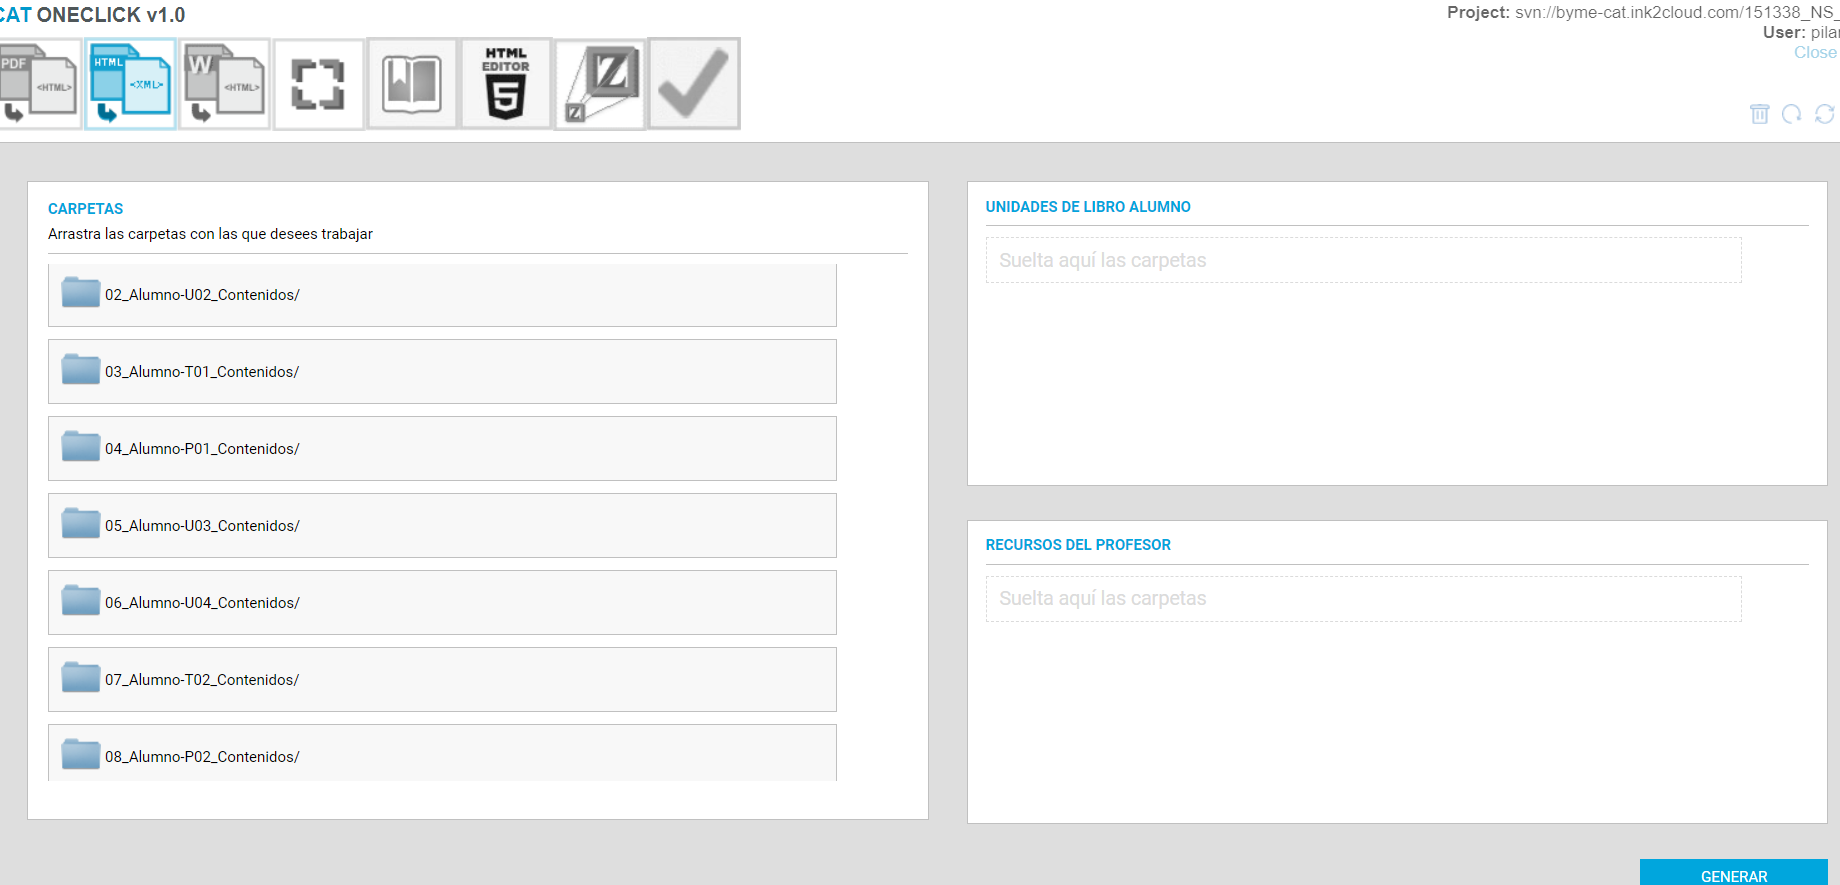 CAT ONECLICK v1.0
Project: svn://byme-cat.ink2cloud.com/151338_NS_
User: pilar
Close
PDF
<HTML>
HTML
<XML>
W
<HTML>
HTML
EDITOR
5
Z
Z
CARPETAS
Arrastra las carpetas con las que desees trabajar
02_Alumno-U02_Contenidos/
03_Alumno-T01_Contenidos/
04_Alumno-P01_Contenidos/
05_Alumno-U03_Contenidos/
06_Alumno-U04_Contenidos/
07_Alumno-T02_Contenidos/
08_Alumno-P02_Contenidos/
UNIDADES DE LIBRO ALUMNO
Suelta aquí las carpetas
RECURSOS DEL PROFESOR
Suelta aquí las carpetas
GENERAR